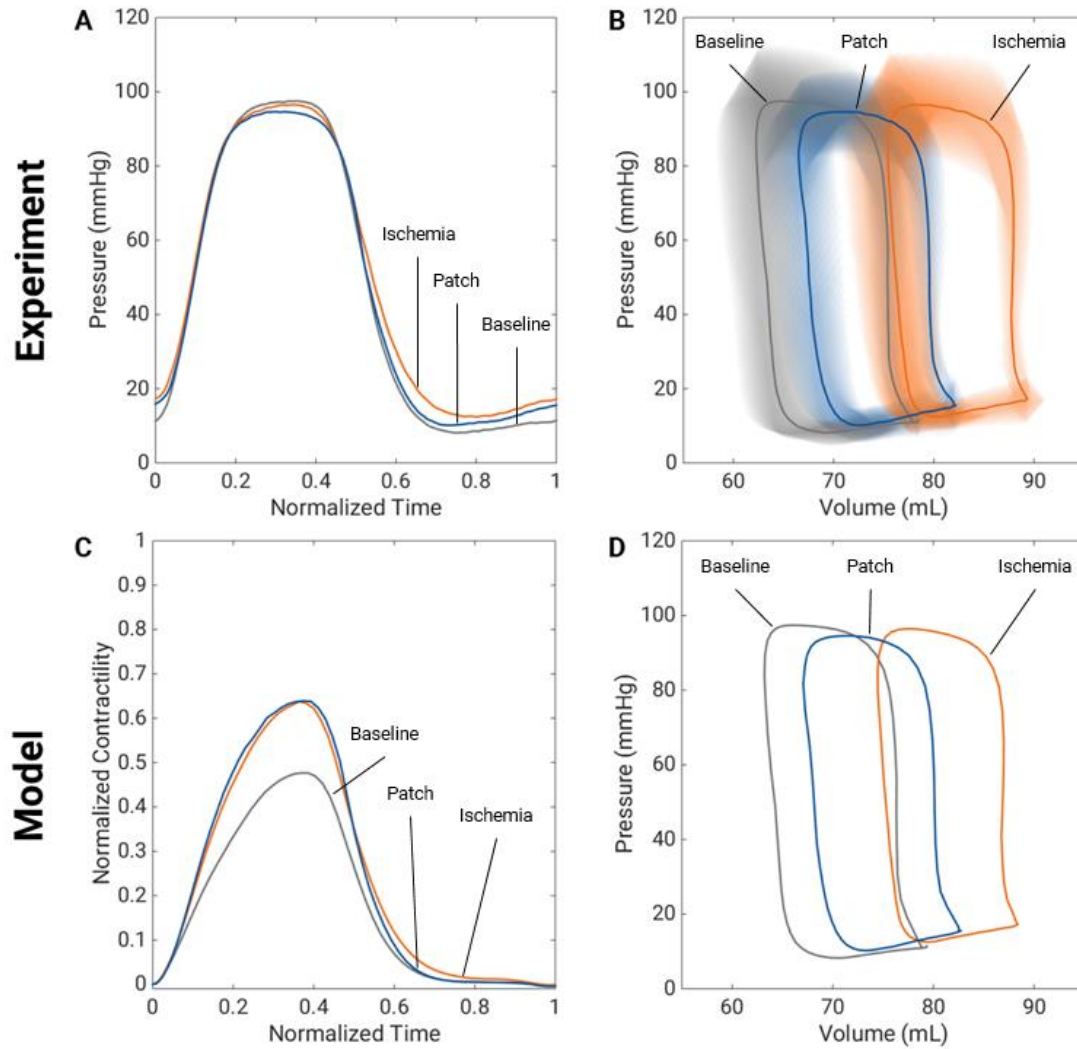 Experiment
A
Pressure (mmHg)
120
100
80
60
40
20
0
Ischemia
Patch
Baseline
0
0.2
0.4
0.6
0.8
1
Normalized Time
B
Pressure (mmHg)
120
100
80
60
40
20
0
Baseline
Patch
Ischemia
60
70
80
90
Volume (mL)
Model
C
Normalized Contractility
1
0.9
0.8
0.7
0.6
0.5
0.4
0.3
0.2
0.1
0
Baseline
Patch
Ischemia
0
0.2
0.4
0.6
0.8
1
Normalized Time
D
Pressure (mmHg)
120
100
80
60
40
20
0
Baseline
Patch
Ischemia
60
70
80
90
Volume (mL)